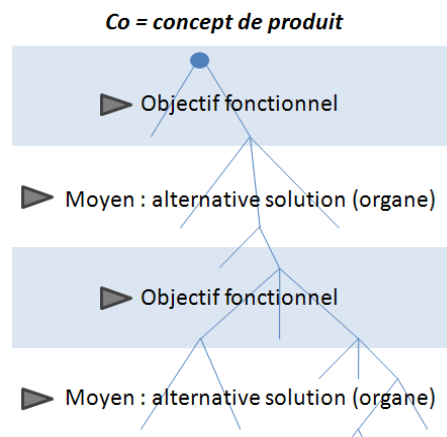 Co = concept de produit
Objectif fonctionnel
Moyen : alternative solution (organe)
Objectif fonctionnel
Moyen : alternative solution (organe)